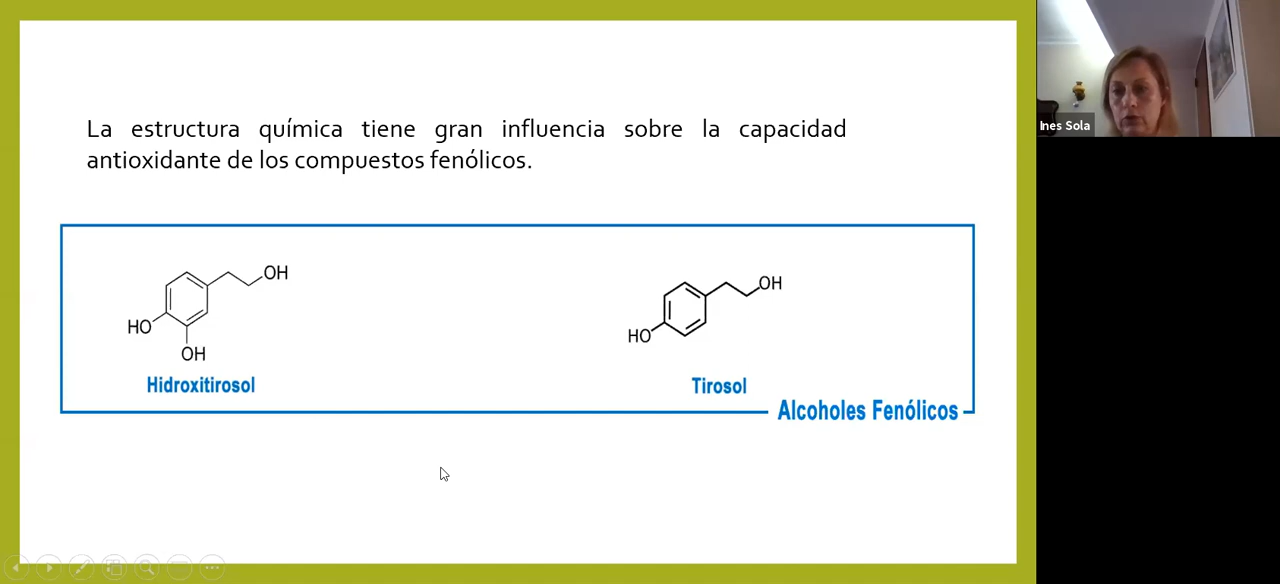 La estructura química tiene gran influencia sobre la capacidad
antioxidante de los compuestos fenólicos.
Ines Sola
OH
HO
OH
Hidroxitirosol
OH
HO
Tirosol
Alcoholes Fenólicos